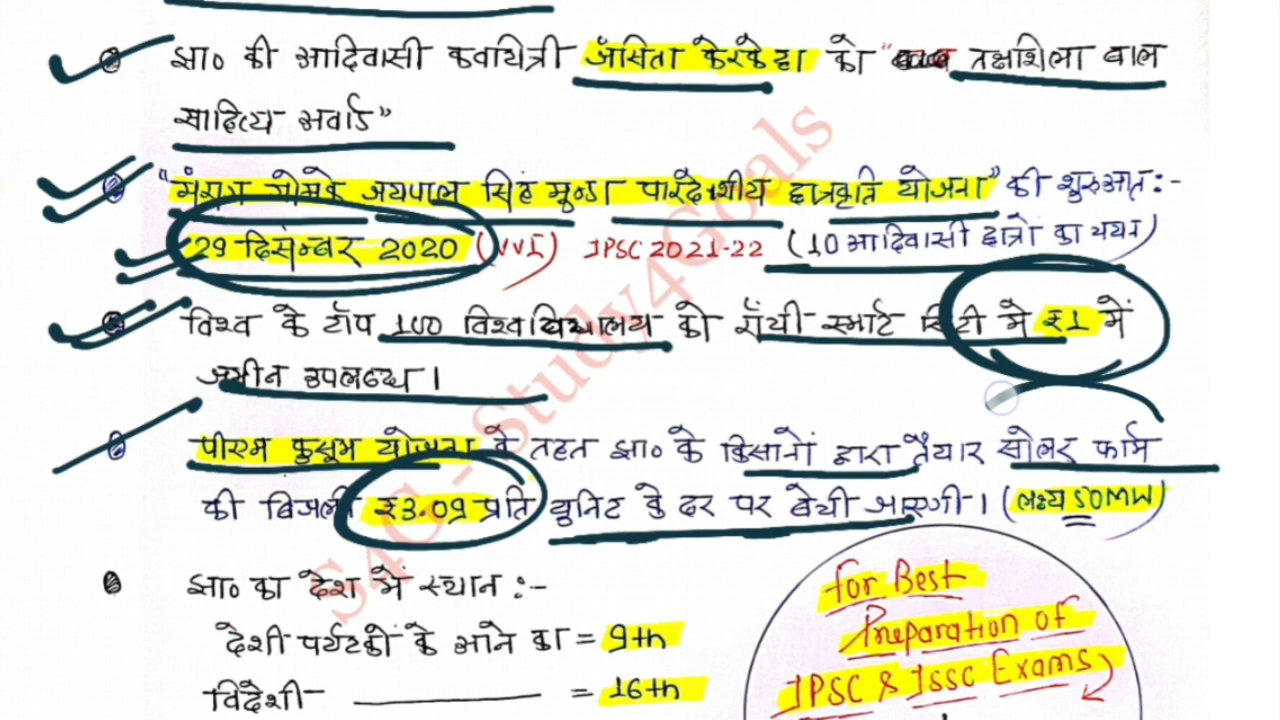 झा० की आदिवासी कवयित्री जसिता केरकेट्टा को " तक्षशिला बाल
साहित्य अवार्ड"
"मंराङ गोमके जयपाल सिंह मुण्डा पारदेशीय छात्रवृति योजना" की शुरुआत:-
29 दिसम्बर 2020 (VVI) JPSC 2021-22 (10 आदिवासी छात्रो का चयन)
विश्व के टॉप 100 विश्वविद्यालय को राँची स्मार्ट सिटी मे ₹1 में
जमीन उपलब्ध।
पीएम कुसुम योजना के तहत झा० के किसानों द्वारा तैयार सोलर फार्म
की बिजली ₹3.09 प्रति युनिट के दर पर बेची जाएगी। (लक्ष्य 50MW)
झा० का देश में स्थान:-
देशी पर्यटकों के आने का = 9th
विदेशी ———— = 16th
for Best
Preparation of
JPSC & JSSC Exams
S4G - Study4Goals